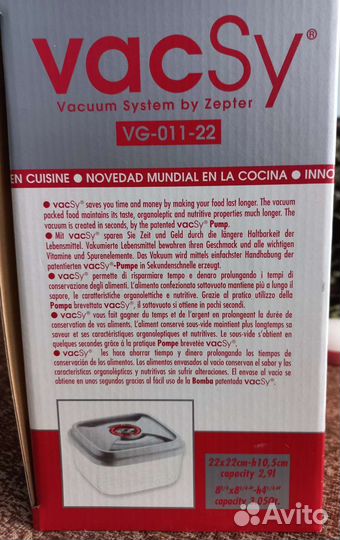 vacSy®
Vacuum System by Zepter
VG-011-22
EN CUISINE ● NOVEDAD MUNDIAL EN LA COCINA ● INNO
● vacSy® saves you time and money by making your food last longer. The vacuum
packed food maintains its taste, organoleptic and nutritive properties much longer. The
vacuum is created in seconds, by the patented vacSy® Pump.
● Mit vacSy® sparen Sie Zeit und Geld durch die längere Haltbarkeit der
Lebensmittel. Vakumierte Lebensmittel bewahren ihren Geschmack und alle wichtigen
Vitamine und Spurenelemente. Das Vakuum wird mittels einfachster Handhabung der
patentierten vacSy®-Pumpe in Sekundenschnelle erzeugt.
● vacSy® permette di risparmiare tempo e denaro prolungando i tempi di
conservazione degli alimenti. L'alimento confezionato sottovuoto mantiene più a lungo il
sapore, le caratteristiche organolettiche e nutritive. Grazie al pratico utilizzo della
Pompa brevettata vacSy®, il sottovuoto si ottiene in pochi secondi.
● vacSy® vous fait gagner du temps et de l'argent en prolongeant la durée de
conservation de vos aliments. L'aliment conservé sous-vide maintient plus longtemps sa
saveur et ses caractéristiques organoleptiques et nutritives. Le sous-vide s'obtient en
quelques secondes grâce à la pratique Pompe brevetée vacSy®.
● vacSy® les hace ahorrar tiempo y dinero prolongando los tiempos de
conservación de los alimentos. Los alimentos envasados al vacío conservan el sabor y las
características organolépticas y nutritivas sin sufrir alteraciones. El envase al vacío se
obtiene en unos segundos gracias al fácil uso de la Bomba patentada vacSy®.
22x22cm-h10,5cm
capacity 2,9l
capacity 3,05Qt.
Avito